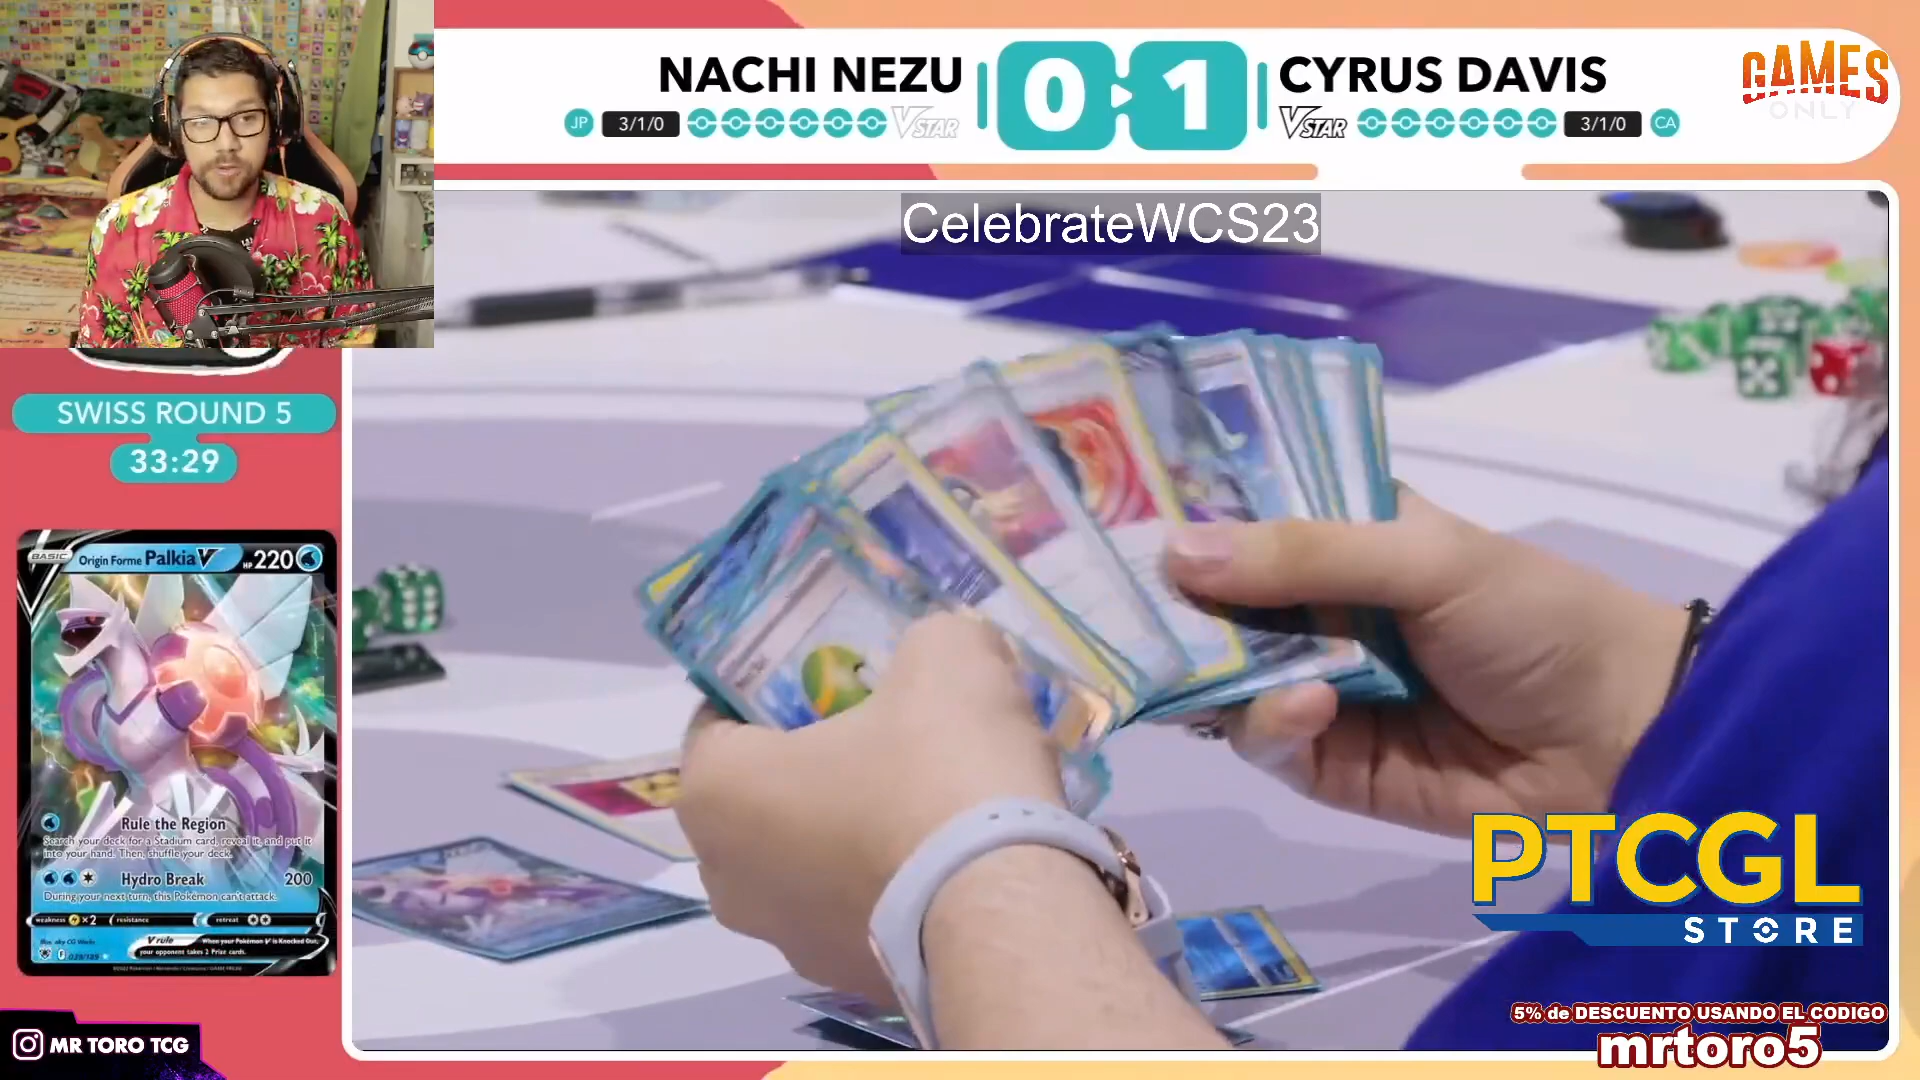 NACHI NEZU
0
1
CYRUS DAVIS
JP
3/1/0
VSTAR
VSTAR
3/1/0
CA
GAMES
ONLY
CelebrateWCS23
SWISS ROUND 5
33:29
BASIC
Origin Forme Palkia V
HP 220
Rule the Region
Search your deck for a Stadium card, reveal it, and put it
into your hand. Then, shuffle your deck.
Hydro Break 200
During your next turn, this Pokémon can't attack.
weakness ×2 resistance retreat
V rule When your Pokémon V is Knocked Out,
your opponent takes 2 Prize cards.
PTCGL
STORE
5% de DESCUENTO USANDO EL CODIGO
mrtoro5
MR TORO TCG